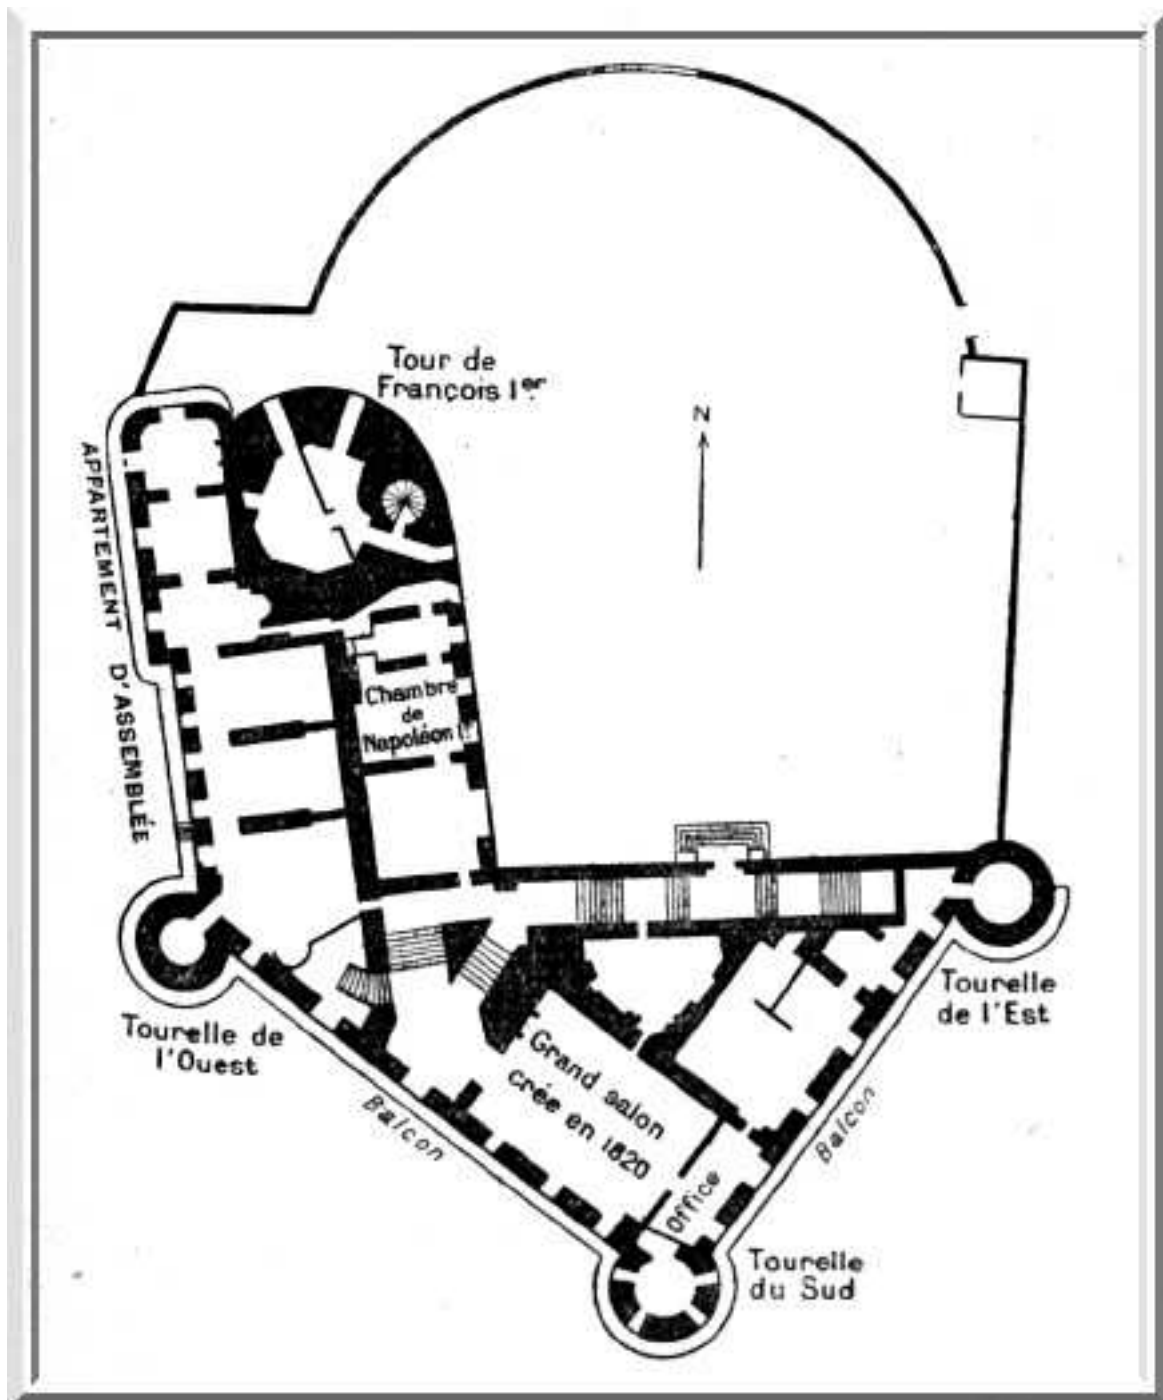 Tour de
François Ier
N
APPARTEMENT D'ASSEMBLÉE
Chambre
de
Napoléon Ier
Tourelle
de l'Est
Tourelle de
l'Ouest
Grand salon
crée en 1820
Balcon
Balcon
Office
Tourelle
du Sud